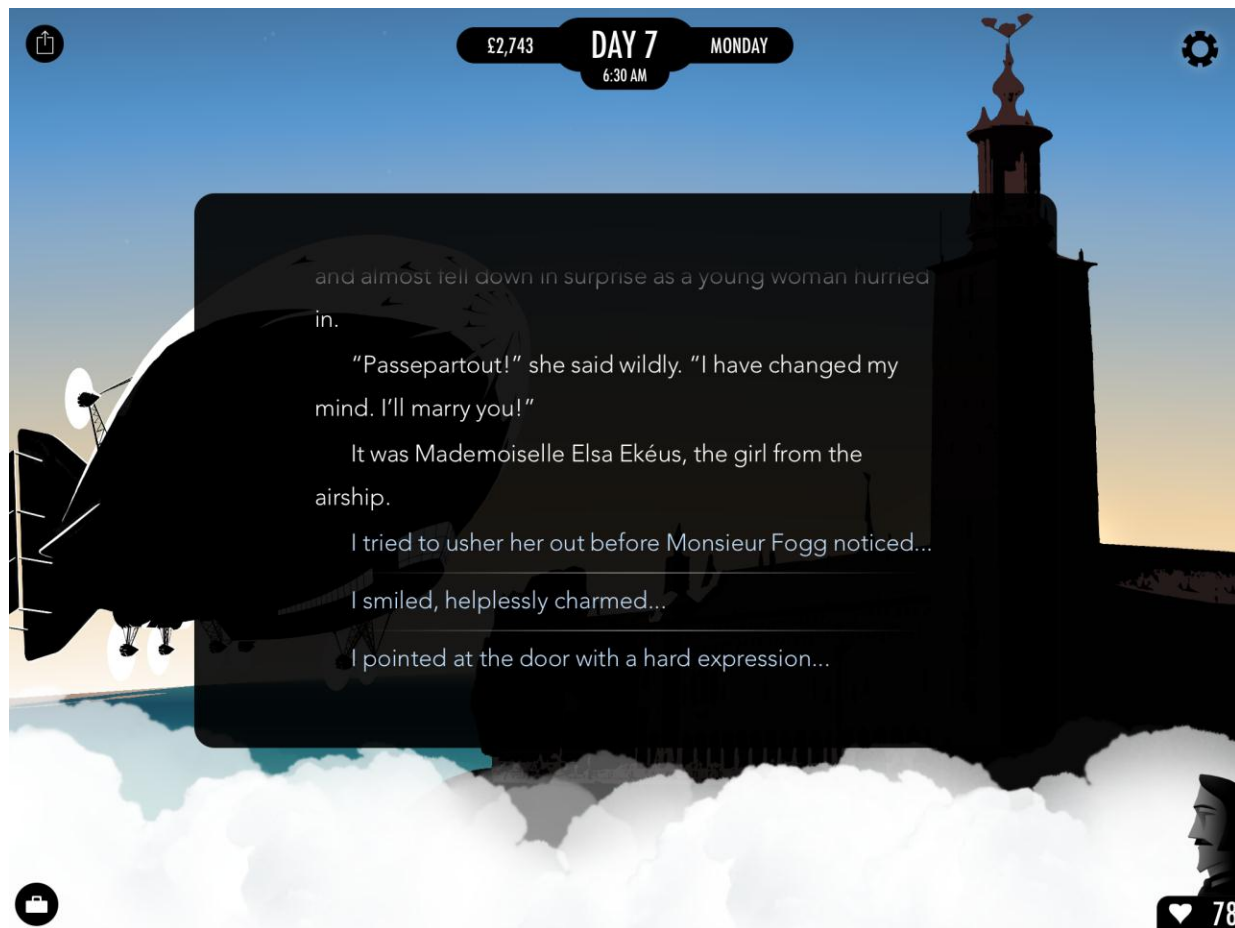 £2,743
DAY 7
MONDAY
6:30 AM
and almost fell down in surprise as a young woman hurried
in.
“Passepartout!” she said wildly. “I have changed my
mind. I’ll marry you!”
It was Mademoiselle Elsa Ekéus, the girl from the
airship.
I tried to usher her out before Monsieur Fogg noticed...
I smiled, helplessly charmed...
I pointed at the door with a hard expression...
78